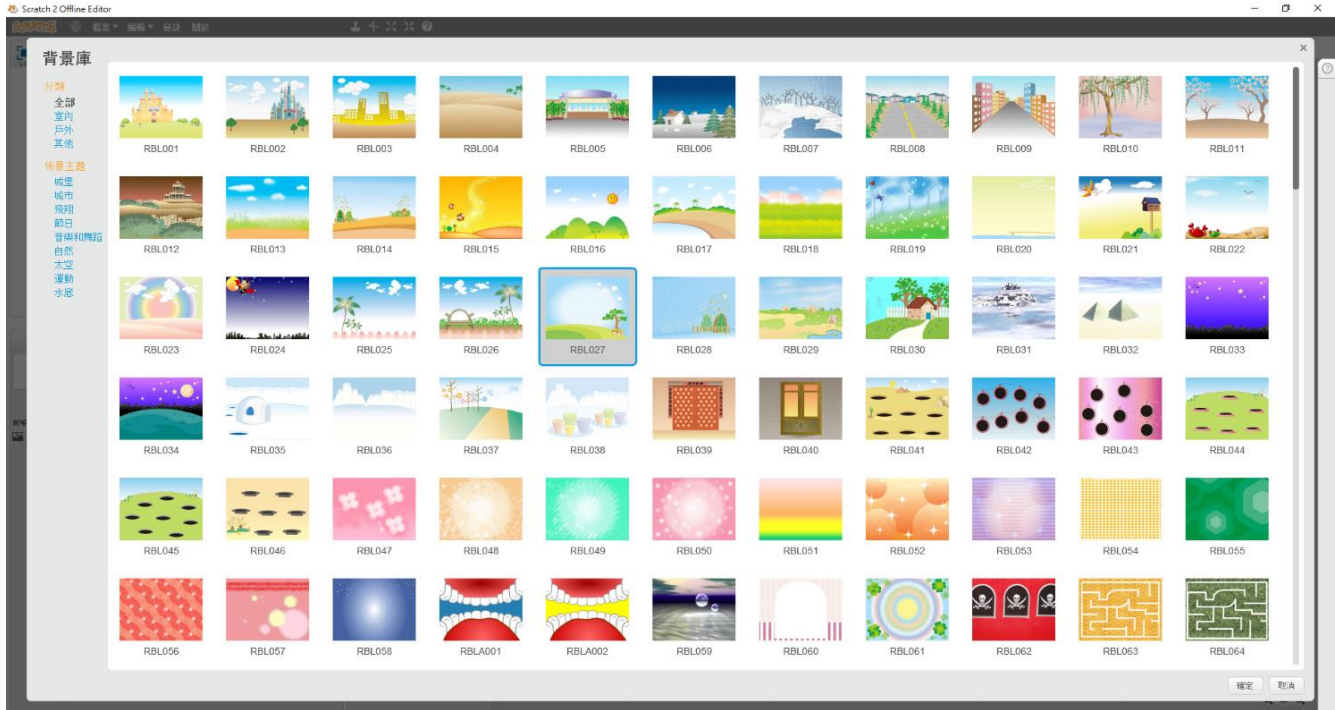 Scratch 2 Offline Editor
SCRATCH 檔案 編輯
背景庫
分類
全部
室內
戶外
其他
佈景主題
城堡
城市
飛翔
節日
音樂和舞蹈
自然
太空
運動
水底
RBL001 RBL002 RBL003 RBL004 RBL005 RBL006 RBL007 RBL008 RBL009 RBL010 RBL011
RBL012 RBL013 RBL014 RBL015 RBL016 RBL017 RBL018 RBL019 RBL020 RBL021 RBL022
RBL023 RBL024 RBL025 RBL026 RBL027 RBL028 RBL029 RBL030 RBL031 RBL032 RBL033
RBL034 RBL035 RBL036 RBL037 RBL038 RBL039 RBL040 RBL041 RBL042 RBL043 RBL044
RBL045 RBL046 RBL047 RBL048 RBL049 RBL050 RBL051 RBL052 RBL053 RBL054 RBL055
RBL056 RBL057 RBL058 RBLA001 RBLA002 RBL059 RBL060 RBL061 RBL062 RBL063 RBL064
確定 取消